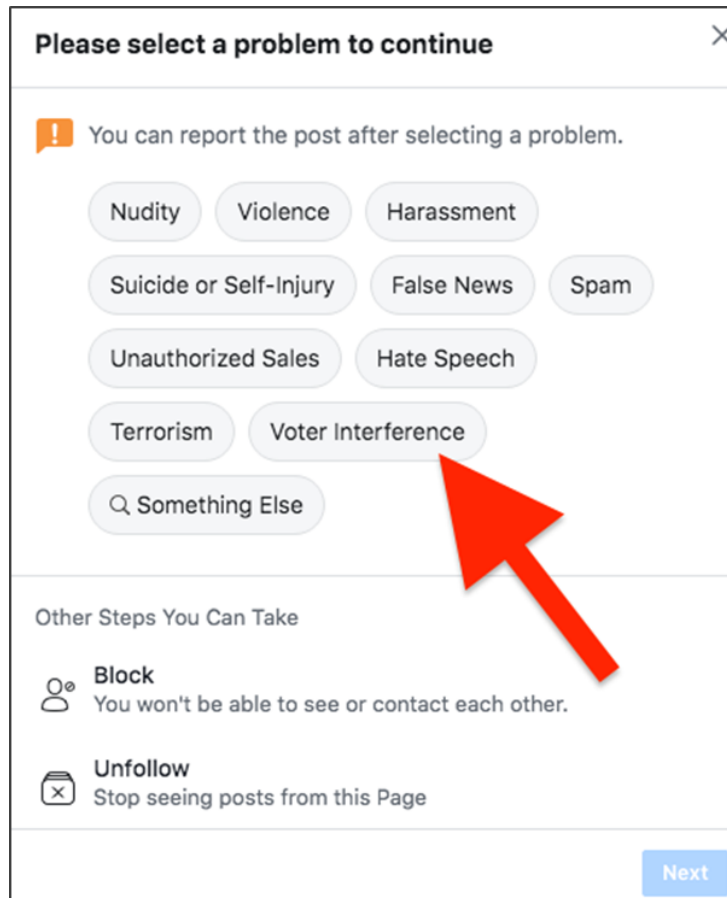 Please select a problem to continue
You can report the post after selecting a problem.
Nudity Violence Harassment
Suicide or Self-Injury False News Spam
Unauthorized Sales Hate Speech
Terrorism Voter Interference
Something Else
Other Steps You Can Take
Block
You won't be able to see or contact each other.
Unfollow
Stop seeing posts from this Page
Next